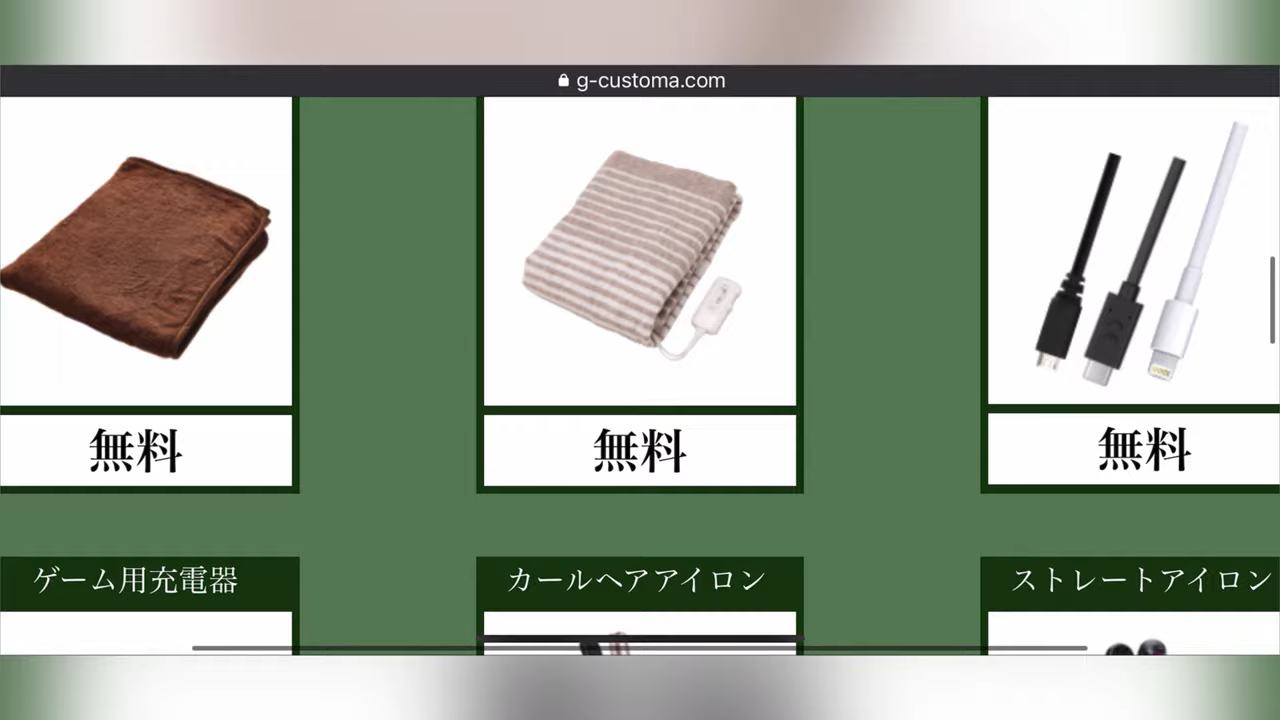 g-customa.com
無料
無料
無料
ゲーム用充電器
カールヘアアイロン
ストレートアイロン